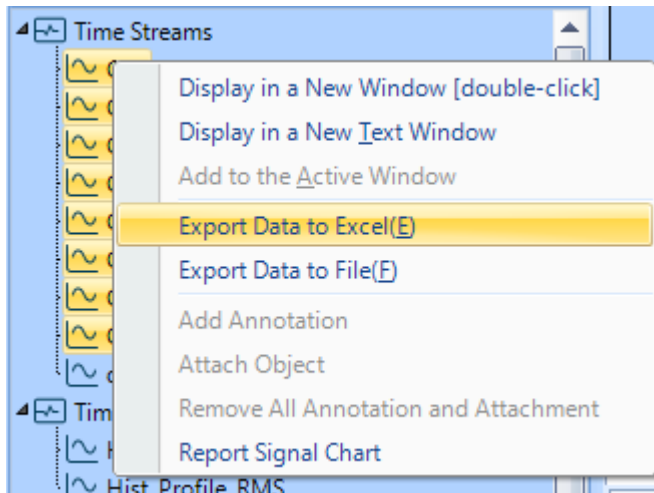 Time Streams
Display in a New Window [double-click]
Display in a New Text Window
Add to the Active Window
Export Data to Excel(E)
Export Data to File(F)
Add Annotation
Attach Object
Remove All Annotation and Attachment
Tim
Report Signal Chart
Hist_Profile_RMS